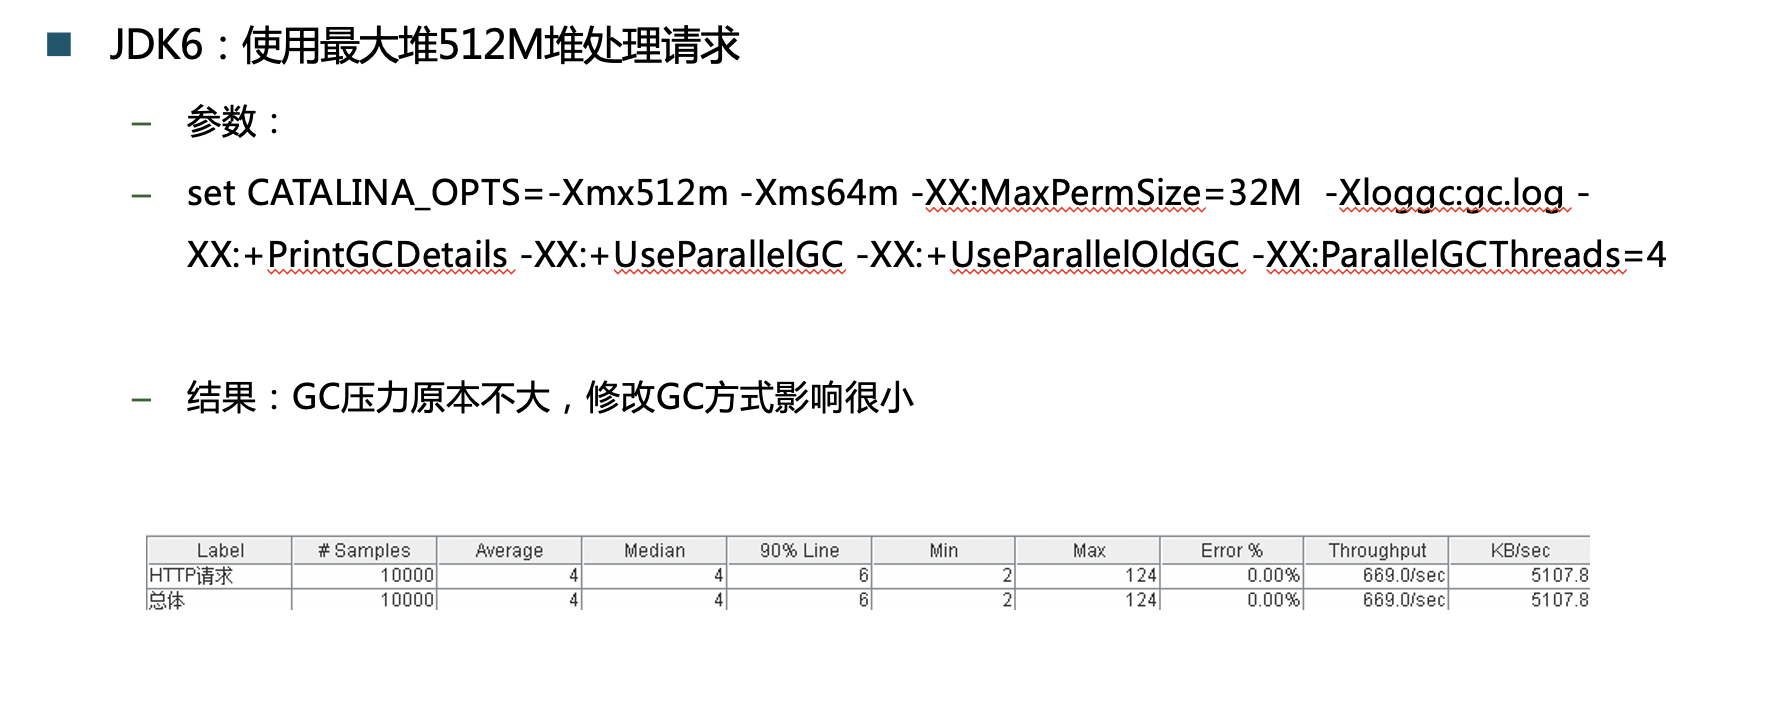 JDK6：使用最大堆512M堆处理请求
– 参数：
– set CATALINA_OPTS=-Xmx512m -Xms64m -XX:MaxPermSize=32M  -Xloggc:gc.log -
XX:+PrintGCDetails -XX:+UseParallelGC -XX:+UseParallelOldGC -XX:ParallelGCThreads=4
– 结果：GC压力原本不大，修改GC方式影响很小
Label # Samples Average Median 90% Line Min Max Error % Throughput KB/sec
HTTP请求 10000 4 4 6 2 124 0.00% 669.0/sec 5107.8
总体 10000 4 4 6 2 124 0.00% 669.0/sec 5107.8